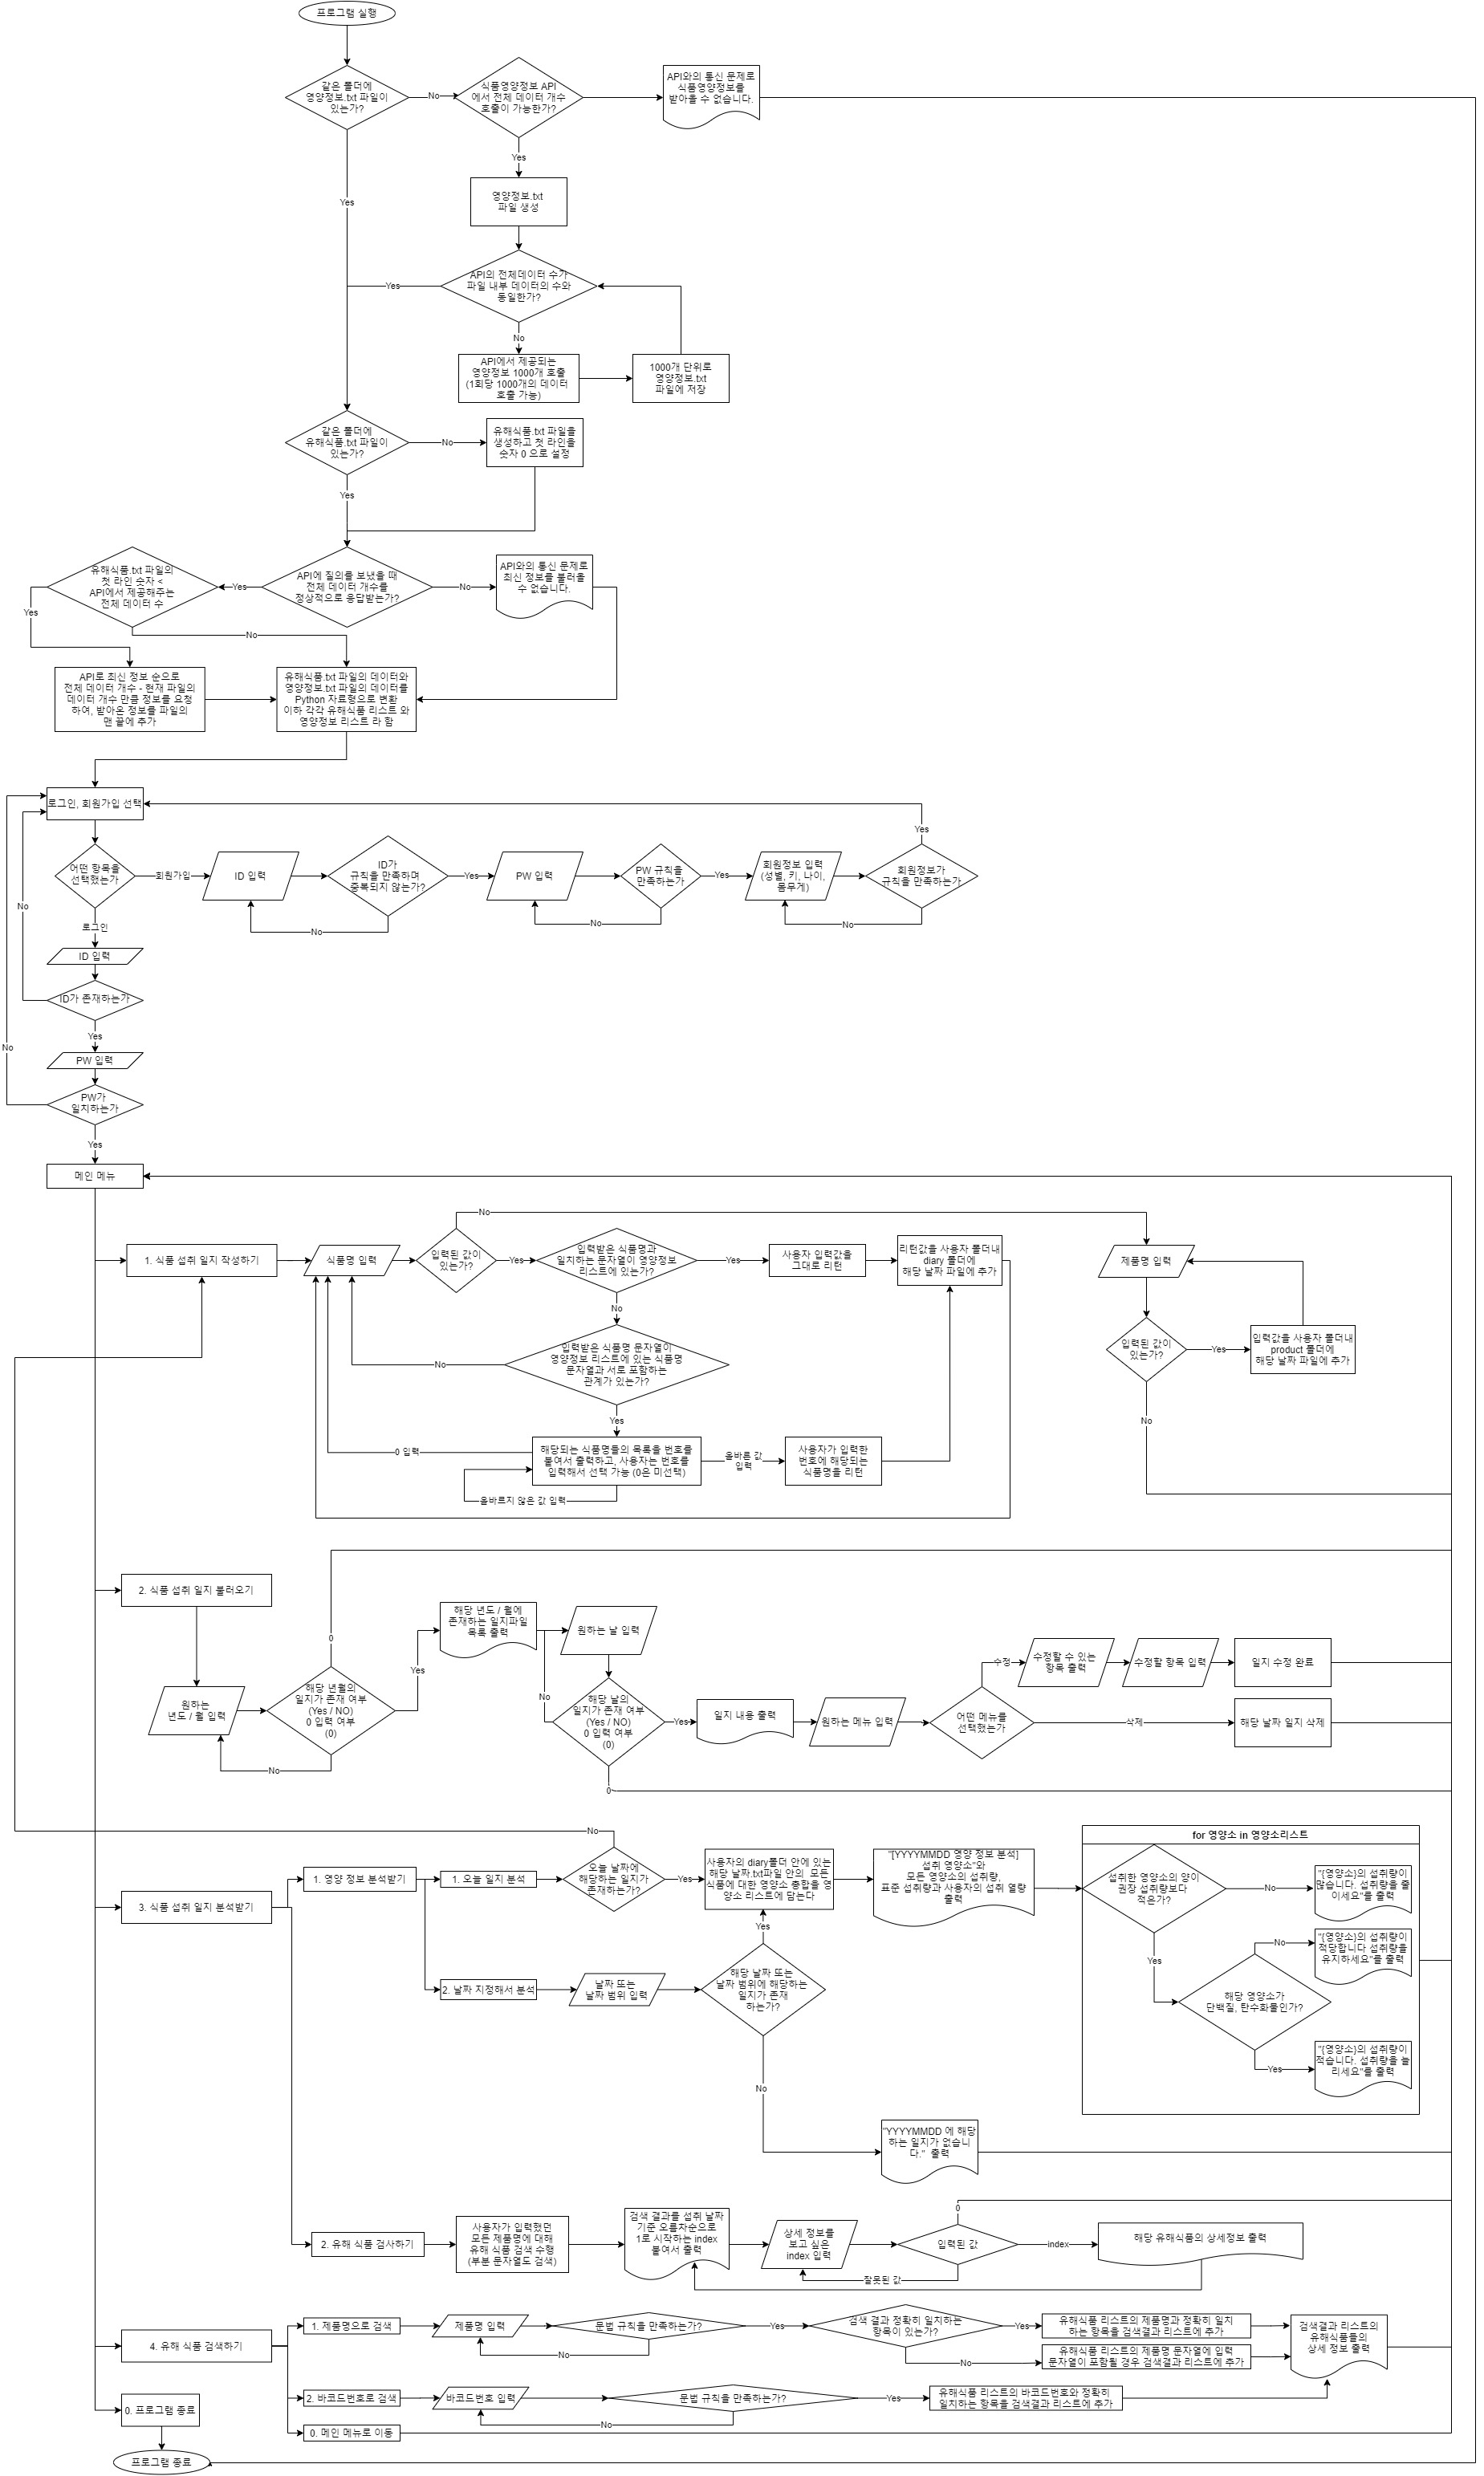 프로그램 실행
같은 폴더에
영양정보.txt 파일이
있는가?
No
식품영양정보 API
에서 전체 데이터 개수
호출이 가능한가?
API와의 통신 문제로
식품영양정보를
받아올 수 없습니다.
Yes
영양정보.txt
파일 생성
Yes
API의 전체데이터 수가
파일 내부 데이터의 수와
동일한가?
Yes
No
API에서 제공되는
영양정보 1000개 호출
(1회당 1000개의 데이터
호출 가능)
1000개 단위로
영양정보.txt
파일에 저장
같은 폴더에
유해식품.txt 파일이
있는가?
No
유해식품.txt 파일을
생성하고 첫 라인을
숫자 0 으로 설정
Yes
유해식품.txt 파일의
첫 라인 숫자 <
API에서 제공해주는
전체 데이터 수
Yes
API에 질의를 보냈을 때
전체 데이터 개수를
정상적으로 응답받는가?
No
API와의 통신 문제로
최신 정보를 불러올
수 없습니다.
Yes
No
API로 최신 정보 순으로
전체 데이터 개수 - 현재 파일의
데이터 개수 만큼 정보를 요청
하여, 받아온 정보를 파일의
맨 끝에 추가
유해식품.txt 파일의 데이터와
영양정보.txt 파일의 데이터를
Python 자료형으로 변환
이하 각각 유해식품 리스트 와
영양정보 리스트 라 함
로그인, 회원가입 선택
Yes
어떤 항목을
선택했는가
회원가입
ID 입력
ID가
규칙을 만족하며
중복되지 않는가?
Yes
PW 입력
PW 규칙을
만족하는가
Yes
회원정보 입력
(성별, 키, 나이,
몸무게)
회원정보가
규칙을 만족하는가
No
No
No
No
로그인
ID 입력
ID가 존재하는가
Yes
No
PW 입력
PW가
일치하는가
Yes
메인 메뉴
No
1. 식품 섭취 일지 작성하기
식품명 입력
입력된 값이
있는가?
Yes
입력받은 식품명과
일치하는 문자열이 영양정보
리스트에 있는가?
Yes
사용자 입력값을
그대로 리턴
리턴값을 사용자 폴더내
diary 폴더에
해당 날짜 파일에 추가
제품명 입력
No
입력받은 식품명 문자열이
영양정보 리스트에 있는 식품명
문자열과 서로 포함하는
관계가 있는가?
No
입력된 값이
있는가?
Yes
입력값을 사용자 폴더내
product 폴더에
해당 날짜 파일에 추가
Yes
No
0 입력
해당되는 식품명들의 목록을 번호를
붙여서 출력하고, 사용자는 번호를
입력해서 선택 가능 (0은 미선택)
올바른 값
입력
사용자가 입력한
번호에 해당되는
식품명을 리턴
올바르지 않은 값 입력
2. 식품 섭취 일지 불러오기
0
해당 년도 / 월에
존재하는 일지파일
목록 출력
원하는 날 입력
수정
수정할 수 있는
항목 출력
수정할 항목 입력
일지 수정 완료
Yes
No
원하는
년도 / 월 입력
해당 년월의
일지가 존재 여부
(Yes / NO)
0 입력 여부
(0)
해당 날의
일지가 존재 여부
(Yes / NO)
0 입력 여부
(0)
Yes
일지 내용 출력
원하는 메뉴 입력
어떤 메뉴를
선택했는가
삭제
해당 날짜 일지 삭제
No
0
No
for 영양소 in 영양소리스트
3. 식품 섭취 일지 분석받기
1. 영양 정보 분석받기
1. 오늘 일지 분석
오늘 날짜에
해당하는 일지가
존재하는가?
Yes
사용자의 diary폴더 안에 있는
해당 날짜.txt파일 안의 모든
식품에 대한 영양소 총합을 영
양소 리스트에 담는다
"[YYYYMMDD 영양 정보 분석]
섭취 영양소"와
모든 영양소의 섭취량,
표준 섭취량과 사용자의 섭취 열량
출력
섭취한 영양소의 양이
권장 섭취량보다
적은가?
No
"{영양소}의 섭취량이
많습니다. 섭취량을 줄
이세요"를 출력
Yes
Yes
No
"{영양소}의 섭취량이
적당합니다 섭취량을
유지하세요"를 출력
2. 날짜 지정해서 분석
날짜 또는
날짜 범위 입력
해당 날짜 또는
날짜 범위에 해당하는
일지가 존재
하는가?
해당 영양소가
단백질, 탄수화물인가?
Yes
"{영양소}의 섭취량이
적습니다. 섭취량을 늘
리세요"를 출력
No
"YYYYMMDD 에 해당
하는 일지가 없습니
다." 출력
0
2. 유해 식품 검사하기
사용자가 입력했던
모든 제품명에 대해
유해 식품 검색 수행
(부분 문자열도 검색)
검색 결과를 섭취 날짜
기준 오름차순으로
1로 시작하는 index
붙여서 출력
상세 정보를
보고 싶은
index 입력
입력된 값
index
해당 유해식품의 상세정보 출력
잘못된 값
4. 유해 식품 검색하기
1. 제품명으로 검색
제품명 입력
문법 규칙을 만족하는가?
Yes
검색 결과 정확히 일치하는
항목이 있는가?
Yes
유해식품 리스트의 제품명과 정확히 일치
하는 항목을 검색결과 리스트에 추가
검색결과 리스트의
유해식품들의
상세 정보 출력
No
No
유해식품 리스트의 제품명 문자열에 입력
문자열이 포함될 경우 검색결과 리스트에 추가
2. 바코드번호로 검색
바코드번호 입력
문법 규칙을 만족하는가?
Yes
유해식품 리스트의 바코드번호와 정확히
일치하는 항목을 검색결과 리스트에 추가
No
0. 프로그램 종료
0. 메인 메뉴로 이동
프로그램 종료